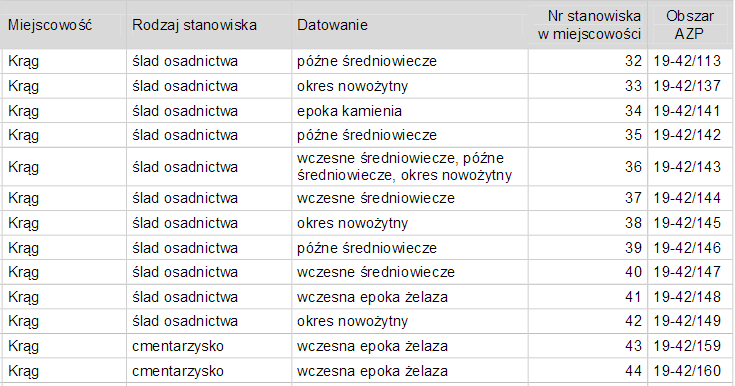 Miejscowość Rodzaj stanowiska Datowanie Nr stanowiska w miejscowości Obszar AZP
Krąg ślad osadnictwa późne średniowiecze 32 19-42/113
Krąg ślad osadnictwa okres nowożytny 33 19-42/137
Krąg ślad osadnictwa epoka kamienia 34 19-42/141
Krąg ślad osadnictwa późne średniowiecze 35 19-42/142
Krąg ślad osadnictwa wczesne średniowiecze, późne średniowiecze, okres nowożytny 36 19-42/143
Krąg ślad osadnictwa wczesne średniowiecze 37 19-42/144
Krąg ślad osadnictwa okres nowożytny 38 19-42/145
Krąg ślad osadnictwa późne średniowiecze 39 19-42/146
Krąg ślad osadnictwa wczesne średniowiecze 40 19-42/147
Krąg ślad osadnictwa wczesna epoka żelaza 41 19-42/148
Krąg ślad osadnictwa okres nowożytny 42 19-42/149
Krąg cmentarzysko wczesna epoka żelaza 43 19-42/159
Krąg cmentarzysko wczesna epoka żelaza 44 19-42/160